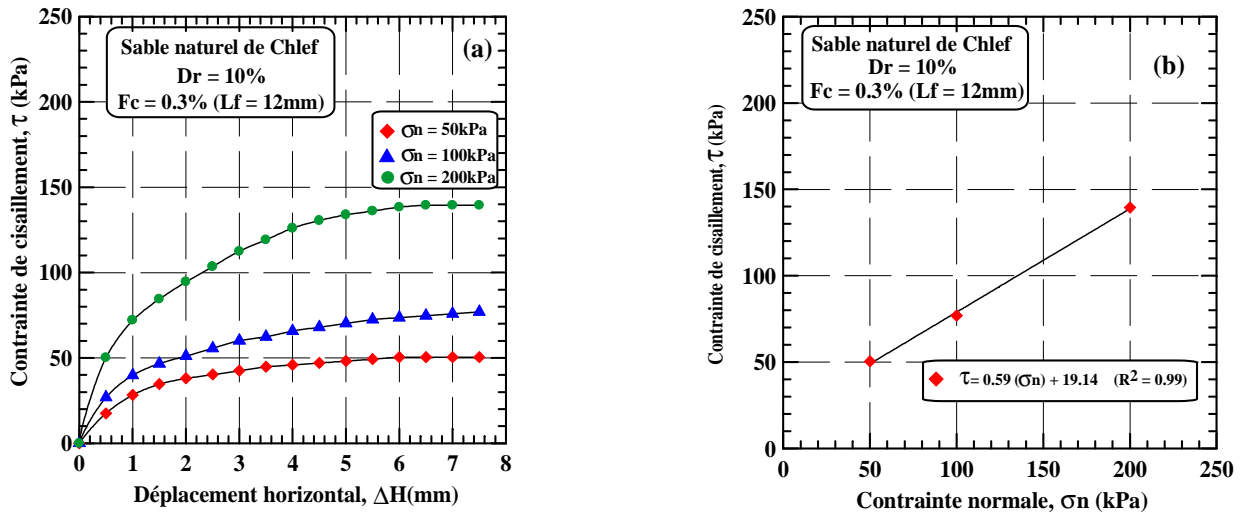 (a)
Sable naturel de Chlef
Dr = 10%
Fc = 0.3% (Lf = 12mm)
σn = 50kPa
σn = 100kPa
σn = 200kPa
Contrainte de cisaillement, τ (kPa)
250
200
150
100
50
0
0 1 2 3 4 5 6 7 8
Déplacement horizontal, ΔH(mm)
(b)
Sable naturel de Chlef
Dr = 10%
Fc = 0.3% (Lf = 12mm)
τ = 0.59 (σn) + 19.14 (R² = 0.99)
Contrainte de cisaillement, τ (kPa)
250
200
150
100
50
0
0 50 100 150 200 250
Contrainte normale, σn (kPa)